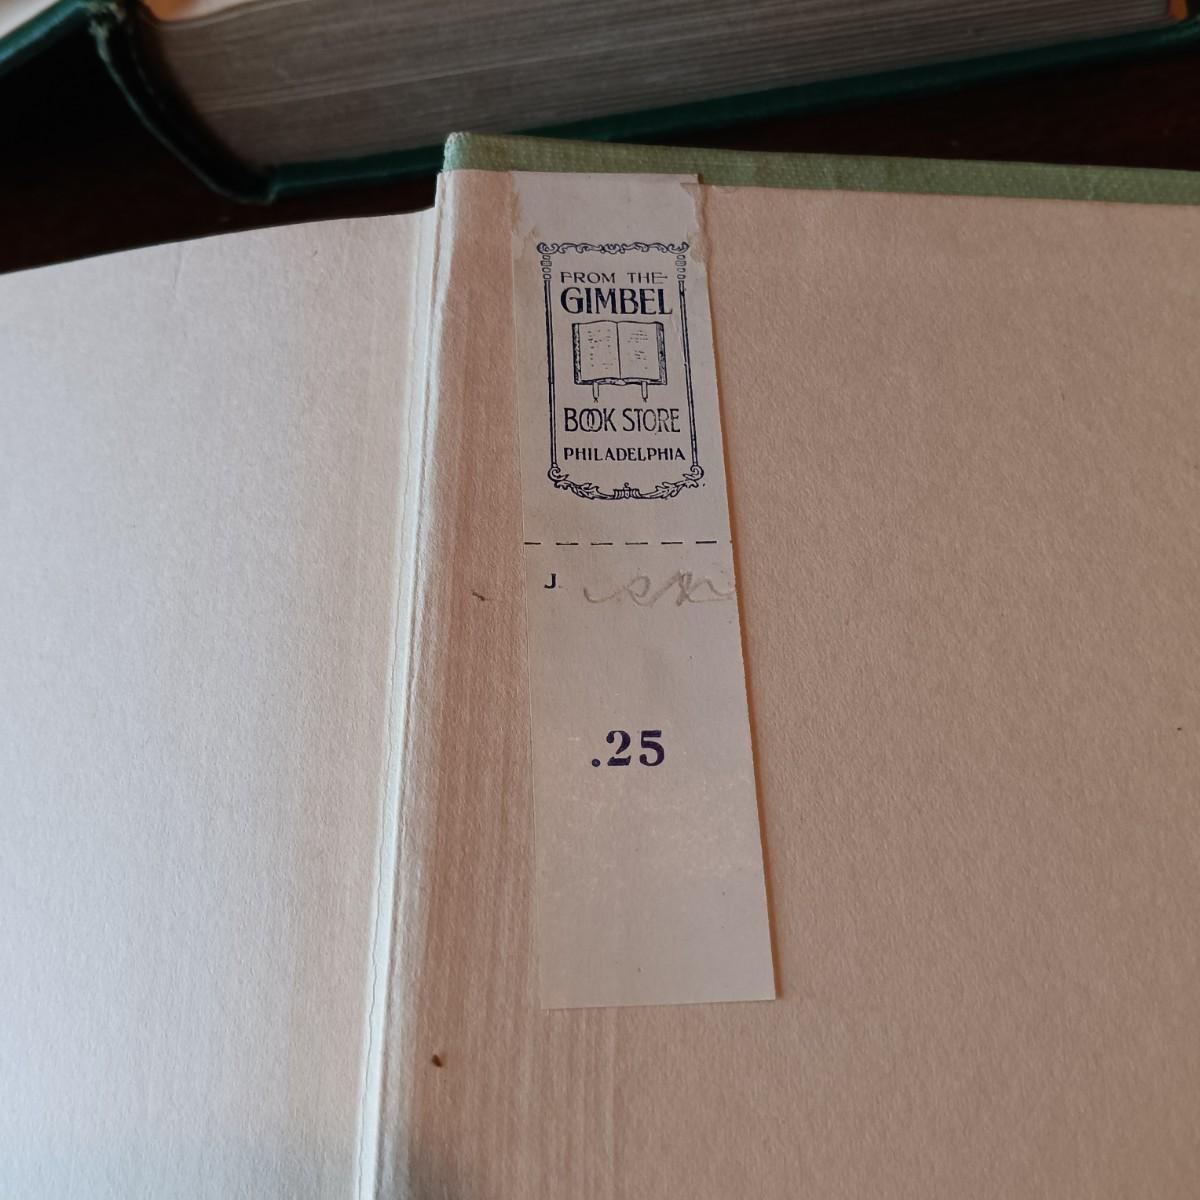 FROM THE
GIMBEL
BOOK STORE
PHILADELPHIA
J
.25